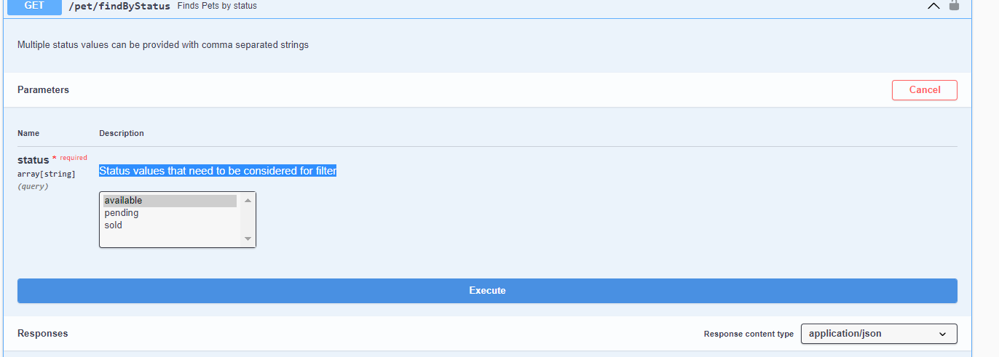 GET /pet/findByStatus Finds Pets by status
Multiple status values can be provided with comma separated strings
Parameters Cancel
Name Description
status * required
array[string]
(query)
Status values that need to be considered for filter
available
pending
sold
Execute
Responses Response content type application/json